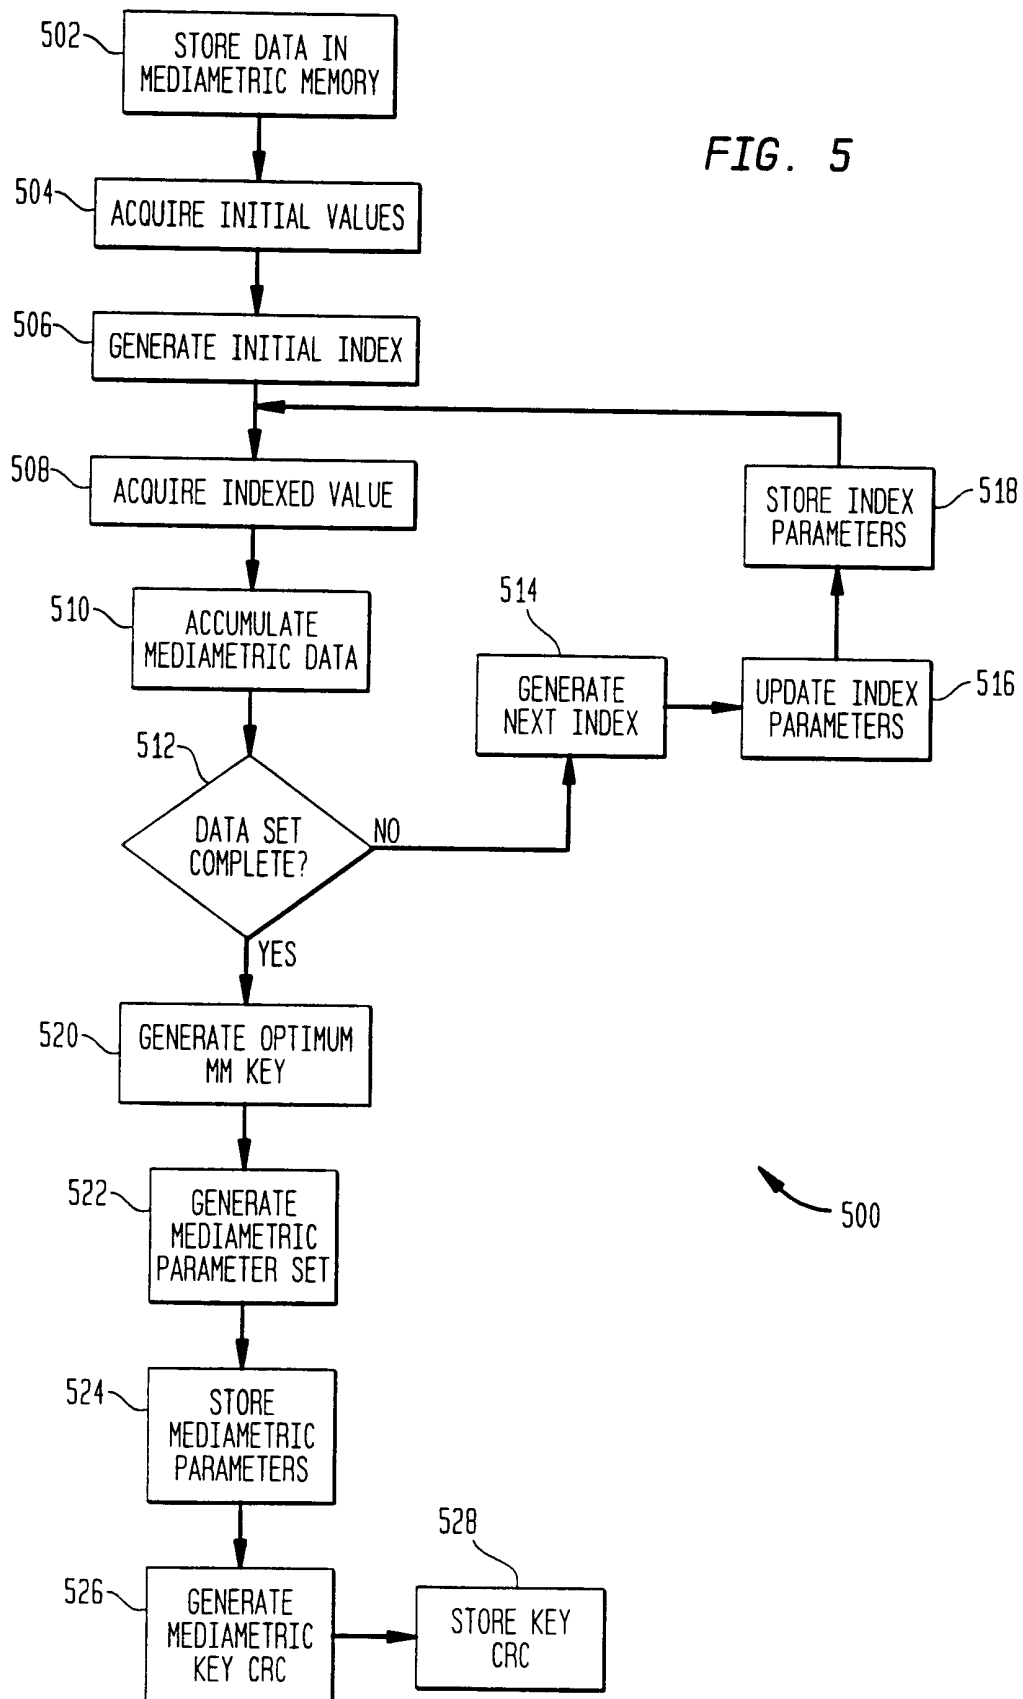 502
STORE DATA IN
MEDIAMETRIC MEMORY
FIG. 5
504
ACQUIRE INITIAL VALUES
506
GENERATE INITIAL INDEX
508
ACQUIRE INDEXED VALUE
518
STORE INDEX
PARAMETERS
510
ACCUMULATE
MEDIAMETRIC DATA
514
GENERATE
NEXT INDEX
516
UPDATE INDEX
PARAMETERS
512
DATA SET
COMPLETE?
NO
YES
520
GENERATE OPTIMUM
MM KEY
522
GENERATE
MEDIAMETRIC
PARAMETER SET
500
524
STORE
MEDIAMETRIC
PARAMETERS
526
GENERATE
MEDIAMETRIC
KEY CRC
528
STORE KEY
CRC